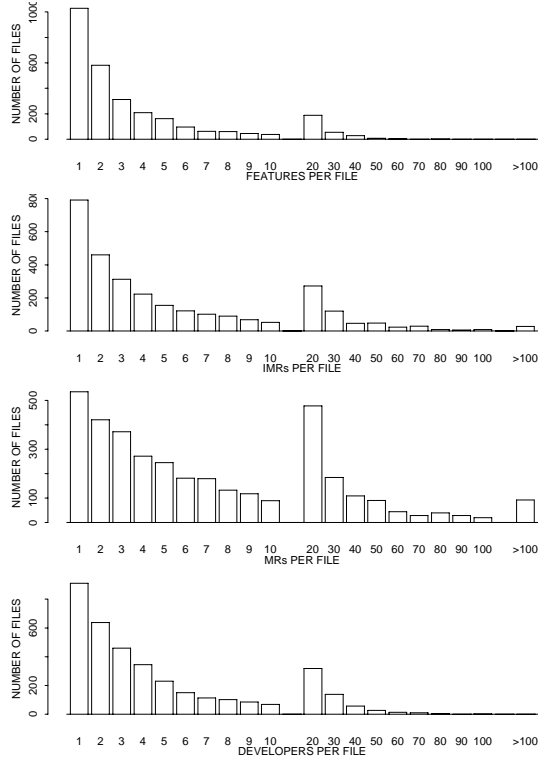 NUMBER OF FILES
0 200 600 1000
1 2 3 4 5 6 7 8 9 10 20 30 40 50 60 70 80 90 100 >100
FEATURES PER FILE
NUMBER OF FILES
0 200 400 600 800
1 2 3 4 5 6 7 8 9 10 20 30 40 50 60 70 80 90 100 >100
IMRs PER FILE
NUMBER OF FILES
0 100 300 500
1 2 3 4 5 6 7 8 9 10 20 30 40 50 60 70 80 90 100 >100
MRs PER FILE
NUMBER OF FILES
0 200 600
1 2 3 4 5 6 7 8 9 10 20 30 40 50 60 70 80 90 100 >100
DEVELOPERS PER FILE